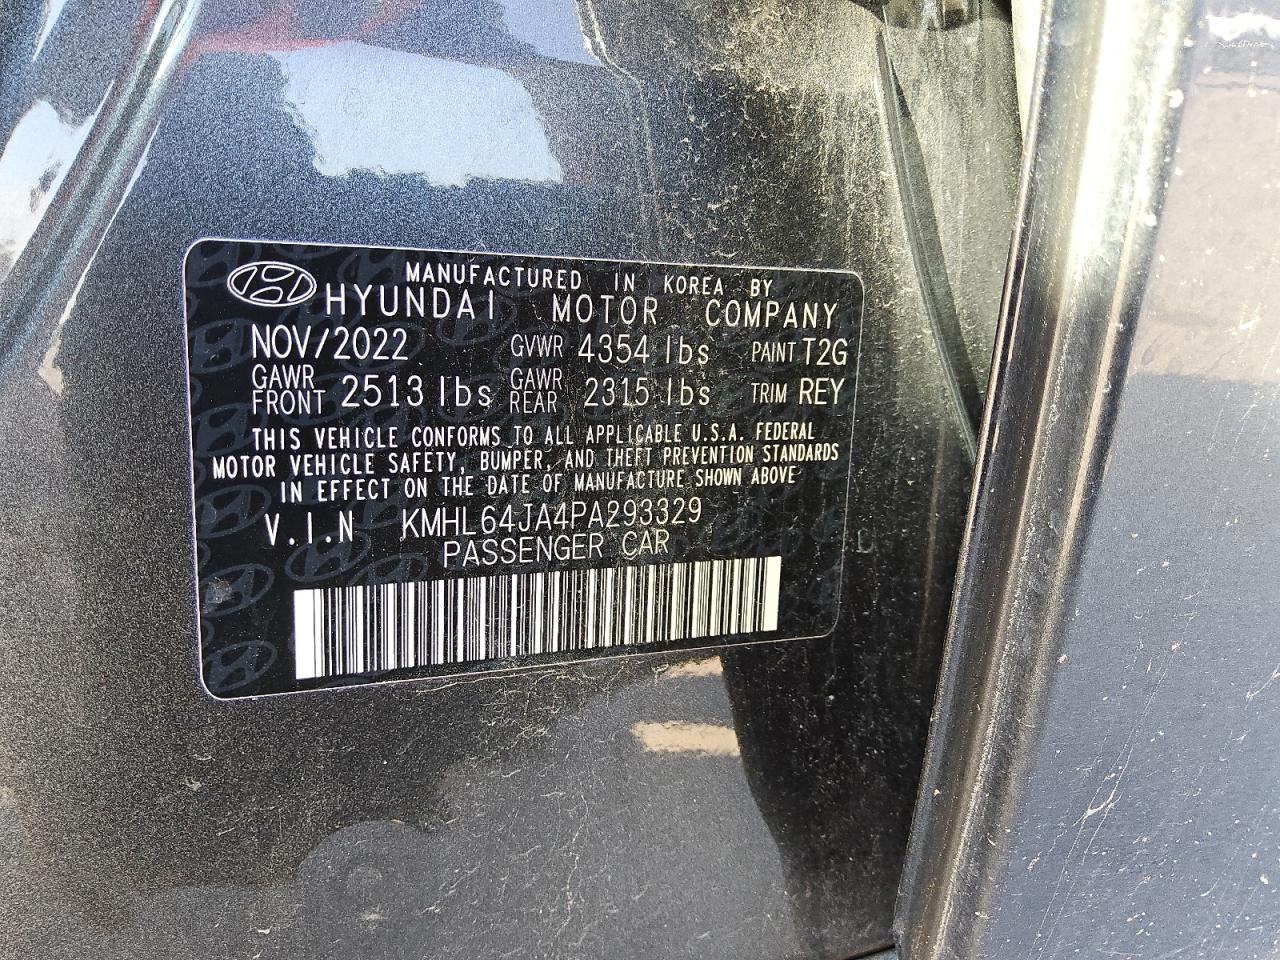 MANUFACTURED IN KOREA BY
HYUNDAI MOTOR COMPANY
NOV/2022 GVWR 4354 lbs PAINT T2G
GAWR FRONT 2513 lbs GAWR REAR 2315 lbs TRIM REY
THIS VEHICLE CONFORMS TO ALL APPLICABLE U.S.A. FEDERAL
MOTOR VEHICLE SAFETY, BUMPER, AND THEFT PREVENTION STANDARDS
IN EFFECT ON THE DATE OF MANUFACTURE SHOWN ABOVE
V.I.N KMHL64JA4PA293329
PASSENGER CAR